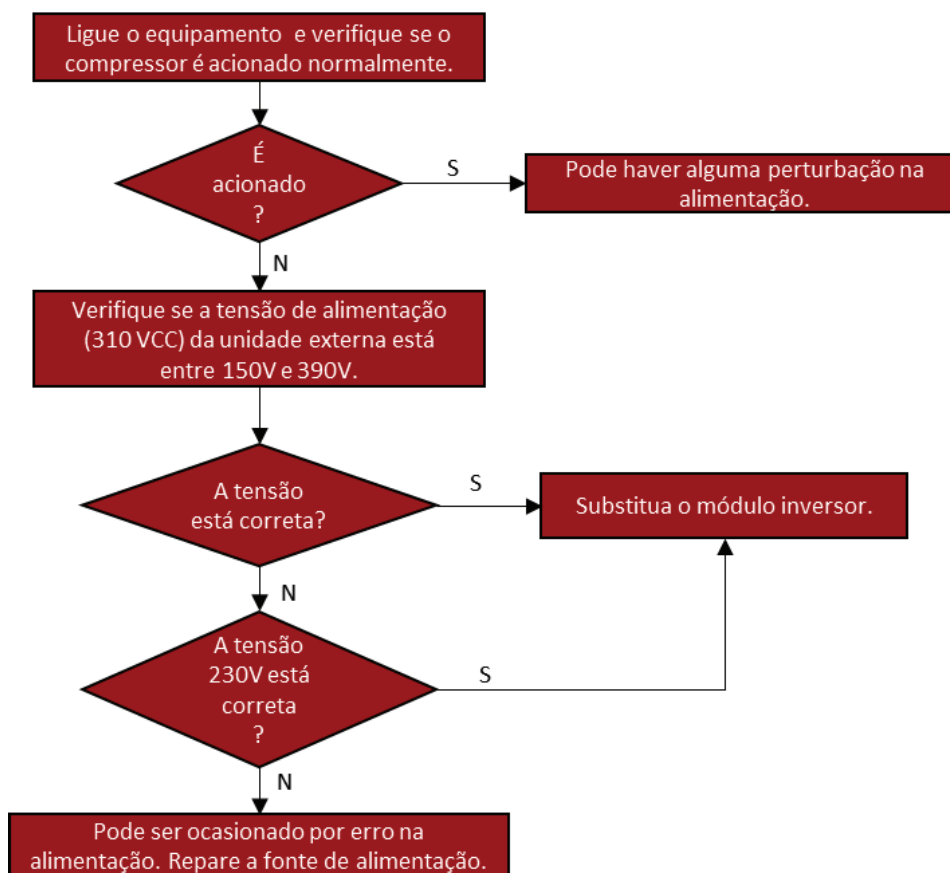 Ligue o equipamento e verifique se o
compressor é acionado normalmente.
É
acionado
?
S
Pode haver alguma perturbação na
alimentação.
N
Verifique se a tensão de alimentação
(310 VCC) da unidade externa está
entre 150V e 390V.
A tensão
está correta?
S
Substitua o módulo inversor.
N
A tensão
230V está
correta
?
S
N
Pode ser ocasionado por erro na
alimentação. Repare a fonte de alimentação.